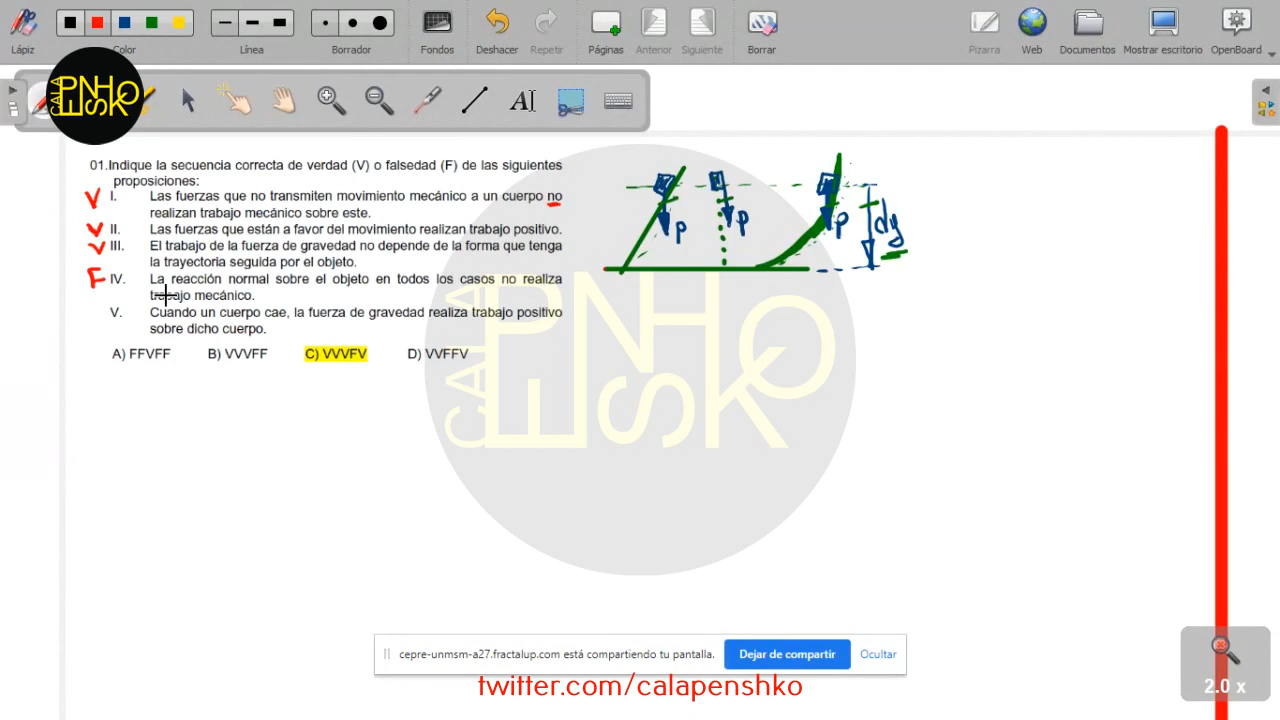 Lápiz
Color
Línea
Borrador
Fondos
Deshacer
Repetir
Páginas
Anterior
Siguiente
Borrar
Pizarra
Web
Documentos
Mostrar escritorio
OpenBoard
CALA
PENHSKO
01.Indique la secuencia correcta de verdad (V) o falsedad (F) de las siguientes
proposiciones:
V I. Las fuerzas que no transmiten movimiento mecánico a un cuerpo no
realizan trabajo mecánico sobre este.
V II. Las fuerzas que están a favor del movimiento realizan trabajo positivo.
V III. El trabajo de la fuerza de gravedad no depende de la forma que tenga
la trayectoria seguida por el objeto.
F IV. La reacción normal sobre el objeto en todos los casos no realiza
trabajo mecánico.
V. Cuando un cuerpo cae, la fuerza de gravedad realiza trabajo positivo
sobre dicho cuerpo.
A) FFVFF B) VVVFF C) VVVFV D) VVFFV
P
P
P
dy
CALA
PENHSKO
cepre-unmsm-a27.fractalup.com está compartiendo tu pantalla.
Dejar de compartir
Ocultar
twitter.com/calapenshko
2.0 x